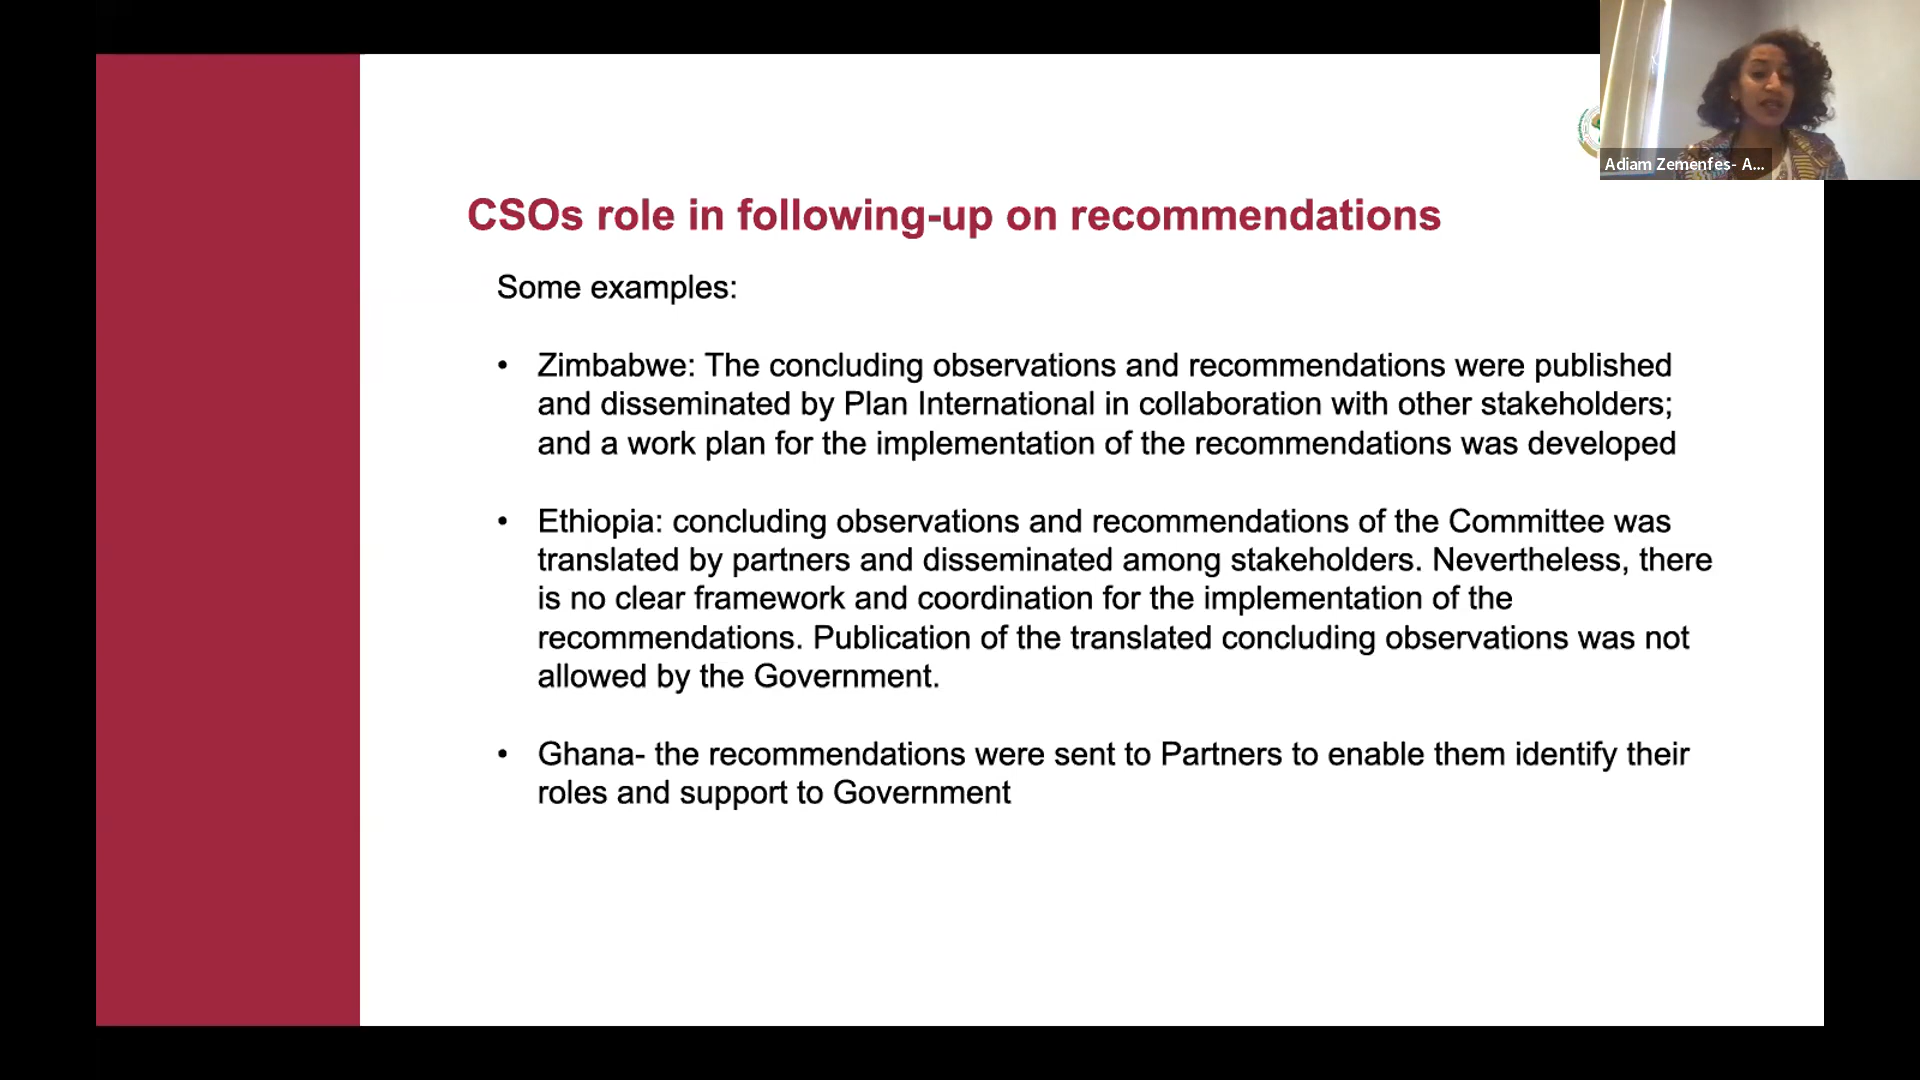 Adiam Zemenfes- A...
CSOs role in following-up on recommendations
Some examples:
• Zimbabwe: The concluding observations and recommendations were published
and disseminated by Plan International in collaboration with other stakeholders;
and a work plan for the implementation of the recommendations was developed
• Ethiopia: concluding observations and recommendations of the Committee was
translated by partners and disseminated among stakeholders. Nevertheless, there
is no clear framework and coordination for the implementation of the
recommendations. Publication of the translated concluding observations was not
allowed by the Government.
• Ghana- the recommendations were sent to Partners to enable them identify their
roles and support to Government